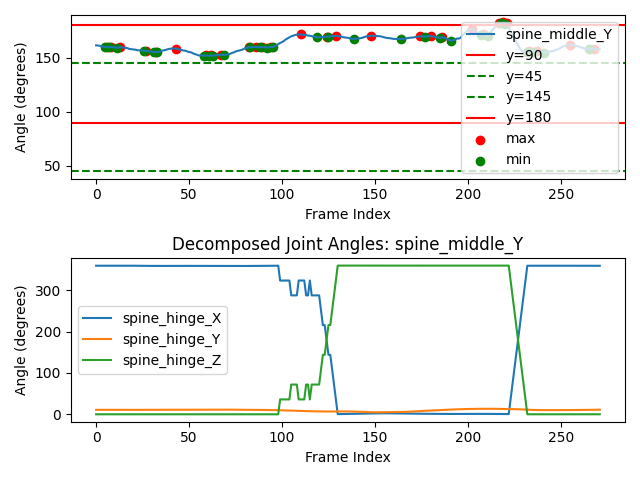 150
100
50
Angle (degrees)
spine_middle_Y
y=90
y=45
y=145
y=180
max
min
0
50
100
150
200
250
Frame Index
Decomposed Joint Angles: spine_middle_Y
300
200
100
0
Angle (degrees)
spine_hinge_X
spine_hinge_Y
spine_hinge_Z
0
50
100
150
200
250
Frame Index